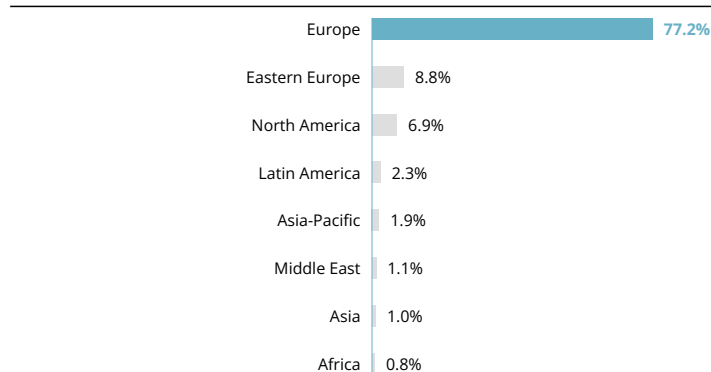 Europe 77.2%
Eastern Europe 8.8%
North America 6.9%
Latin America 2.3%
Asia-Pacific 1.9%
Middle East 1.1%
Asia 1.0%
Africa 0.8%